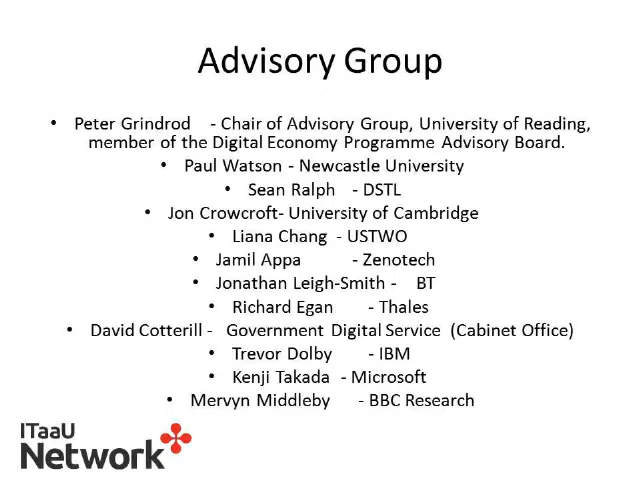 Advisory Group
• Peter Grindrod - Chair of Advisory Group, University of Reading,
member of the Digital Economy Programme Advisory Board.
• Paul Watson - Newcastle University
• Sean Ralph - DSTL
• Jon Crowcroft- University of Cambridge
• Liana Chang - USTWO
• Jamil Appa - Zenotech
• Jonathan Leigh-Smith - BT
• Richard Egan - Thales
• David Cotterill - Government Digital Service (Cabinet Office)
• Trevor Dolby - IBM
• Kenji Takada - Microsoft
• Mervyn Middleby - BBC Research
ITaaU
Network